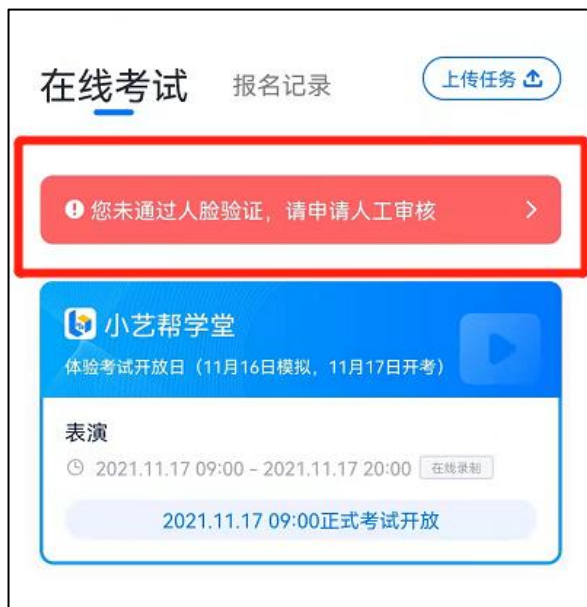 在线考试 报名记录 上传任务
您未通过人脸验证，请申请人工审核
小艺帮学堂
体验考试开放日（11月16日模拟，11月17日开考）
表演
2021.11.17 09:00 - 2021.11.17 20:00 在线录制
2021.11.17 09:00正式考试开放